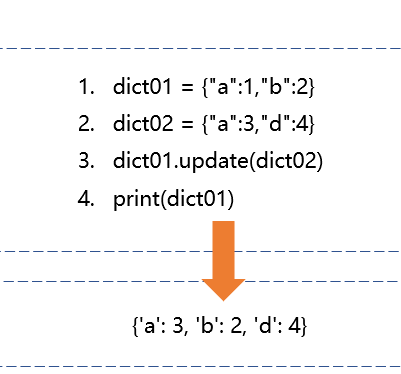 1. dict01 = {"a":1,"b":2}
2. dict02 = {"a":3,"d":4}
3. dict01.update(dict02)
4. print(dict01)
{'a': 3, 'b': 2, 'd': 4}